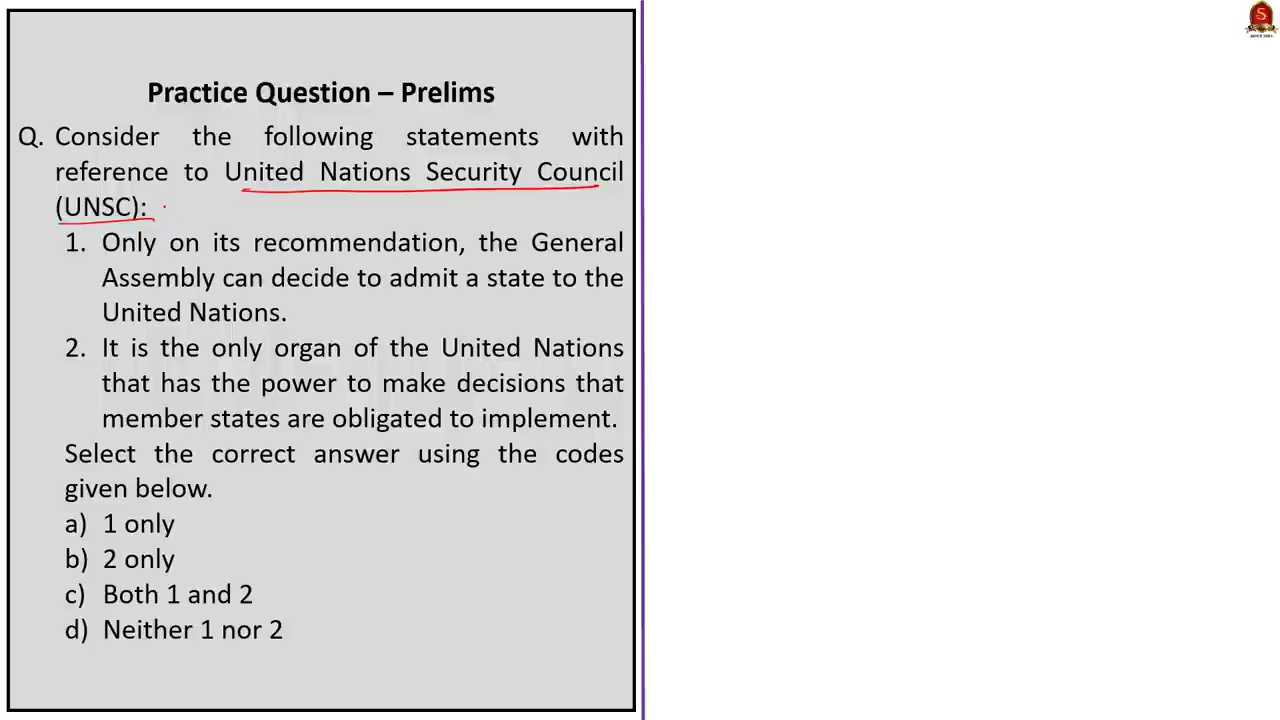 Practice Question – Prelims
Q. Consider the following statements with
reference to United Nations Security Council
(UNSC):
1. Only on its recommendation, the General
Assembly can decide to admit a state to the
United Nations.
2. It is the only organ of the United Nations
that has the power to make decisions that
member states are obligated to implement.
Select the correct answer using the codes
given below.
a) 1 only
b) 2 only
c) Both 1 and 2
d) Neither 1 nor 2
S